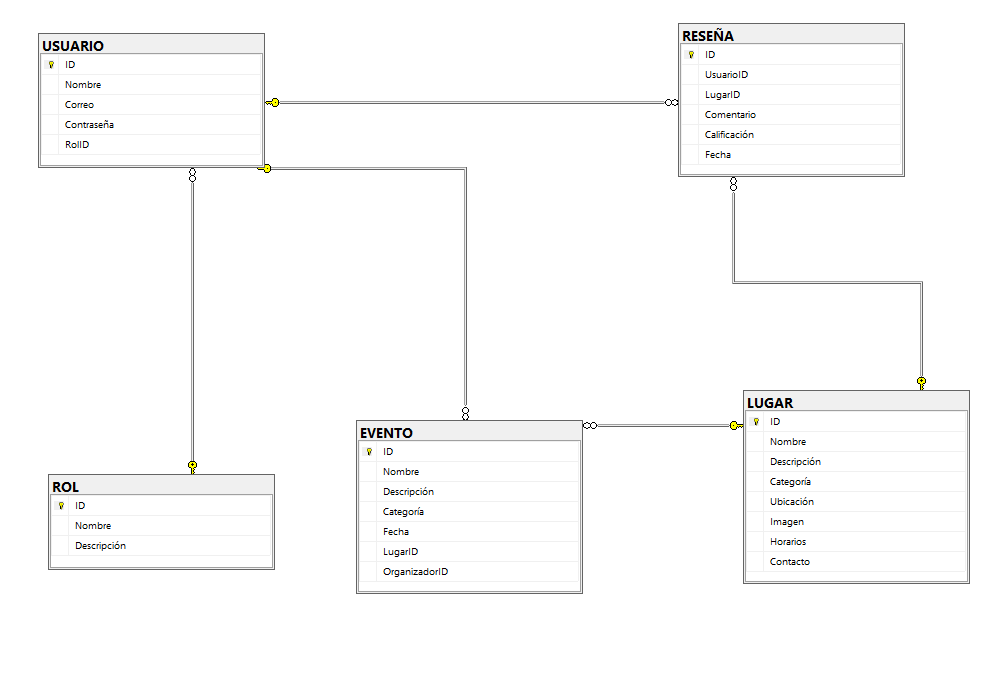 USUARIO
ID
Nombre
Correo
Contraseña
RolID
RESEÑA
ID
UsuarioID
LugarID
Comentario
Calificación
Fecha
ROL
ID
Nombre
Descripción
EVENTO
ID
Nombre
Descripción
Categoría
Fecha
LugarID
OrganizadorID
LUGAR
ID
Nombre
Descripción
Categoría
Ubicación
Imagen
Horarios
Contacto